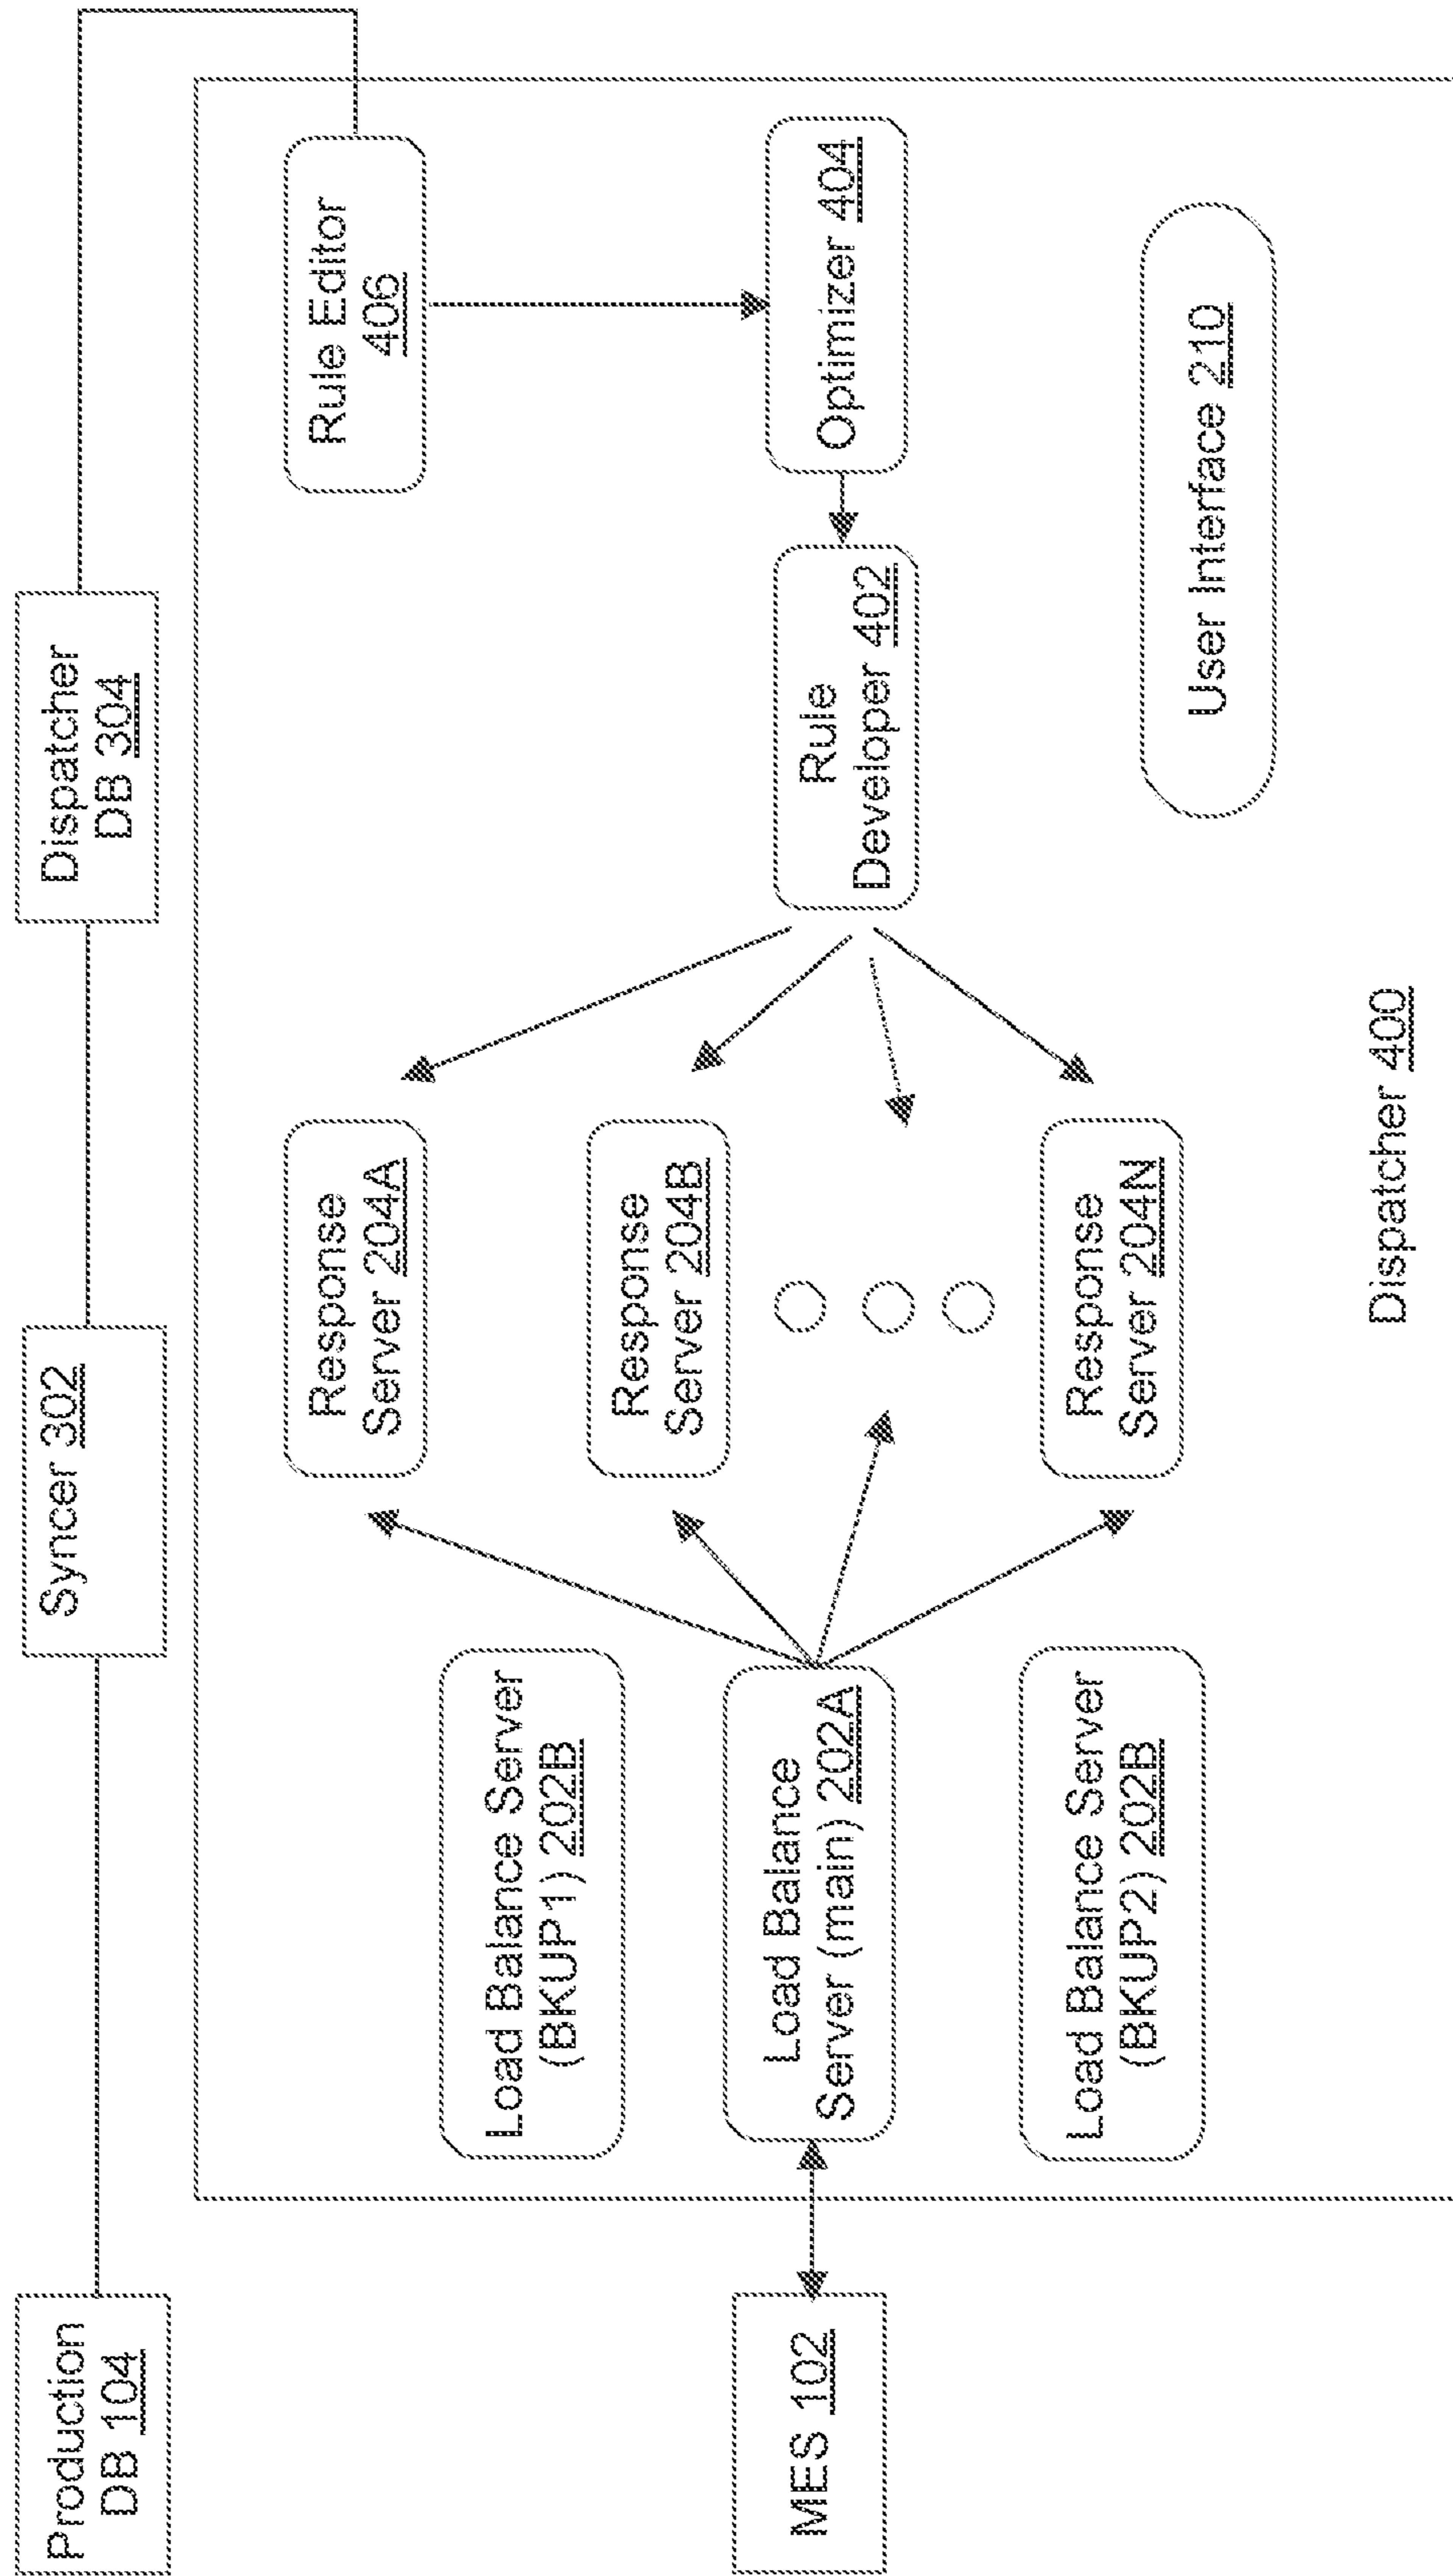 Production
DB 104
Syncer 302
Dispatcher
DB 304
MES 102
Load Balance Server
(BKUP1) 202B
Load Balance
Server (main) 202A
Load Balance Server
(BKUP2) 202B
Response
Server 204A
Response
Server 204B
Response
Server 204N
Rule
Developer 402
Rule Editor
406
Optimizer 404
User Interface 210
Dispatcher 400